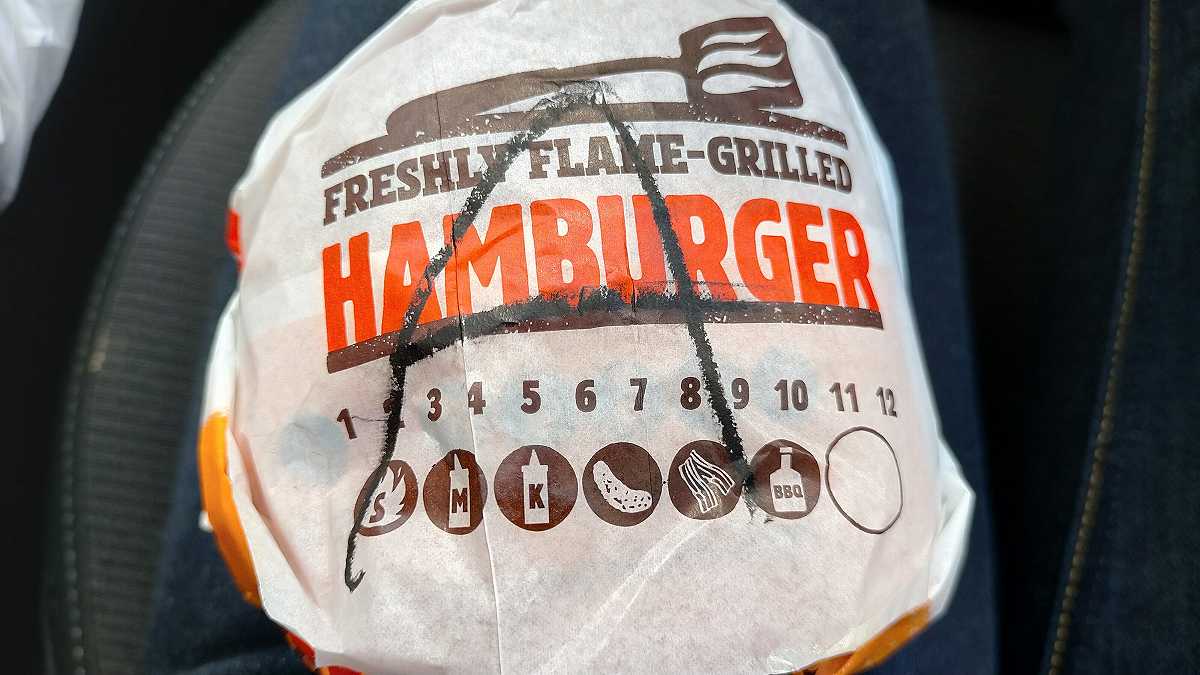 FRESHLY FLAME-GRILLED
HAMBURGER
A
1 2 3 4 5 6 7 8 9 10 11 12
S M K BBQ